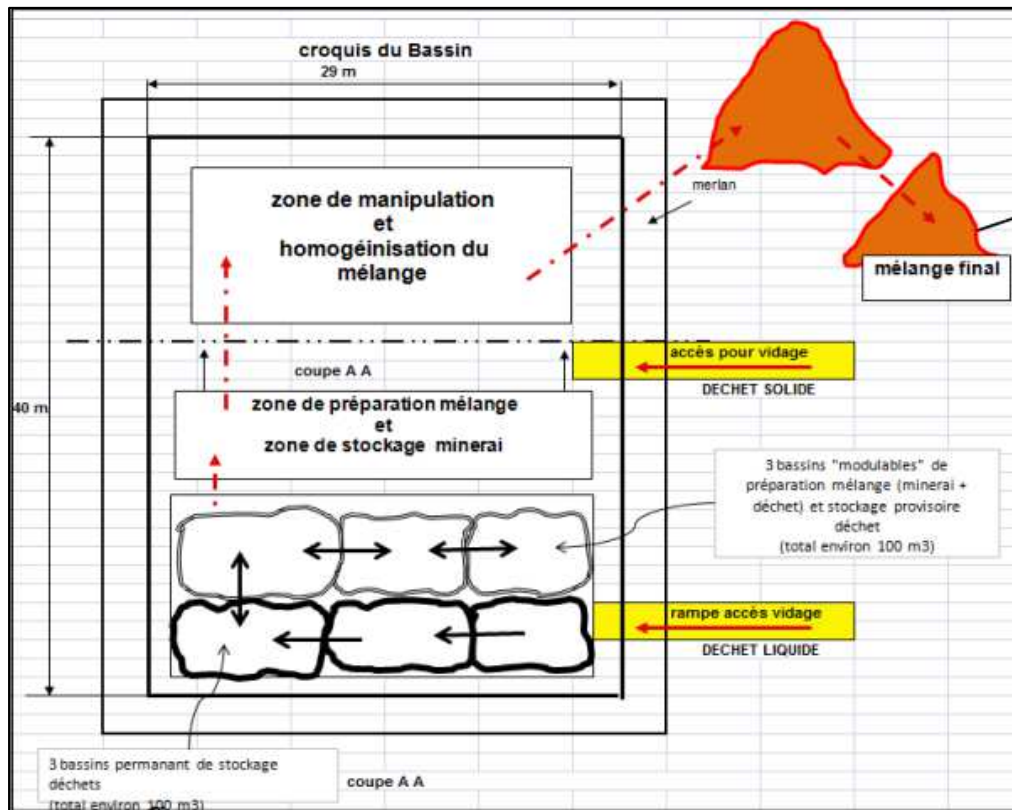 croquis du Bassin
29 m
zone de manipulation
et
homogéinisation du
mélange
merlan
mélange final
accès pour vidage
DECHET SOLIDE
coupe A A
40 m
zone de préparation mélange
et
zone de stockage minerai
3 bassins "modulables" de
préparation mélange (minerai +
déchet) et stockage provisoire
déchet
(total environ 100 m3)
rampe accès vidage
DECHET LIQUIDE
3 bassins permanant de stockage
déchets
(total environ 100 m3)
coupe A A